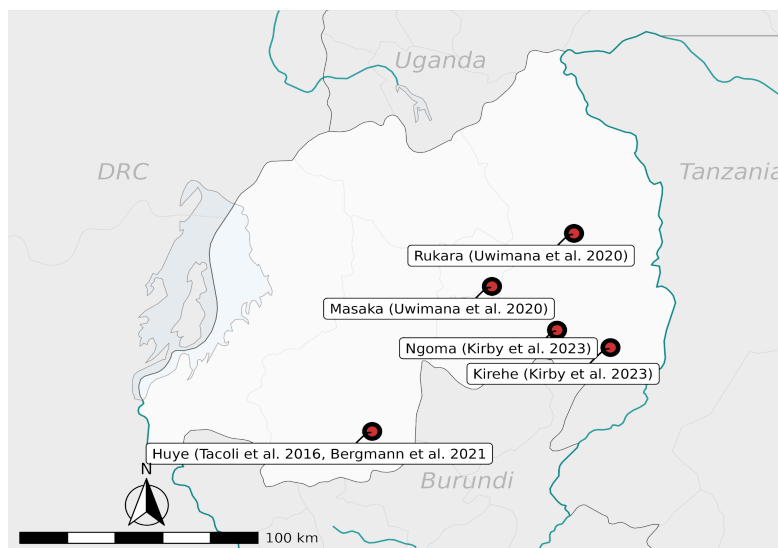 Uganda
DRC
Tanzania
Rukara (Uwimana et al. 2020)
Masaka (Uwimana et al. 2020)
Ngoma (Kirby et al. 2023)
Kirehe (Kirby et al. 2023)
Huye (Tacoli et al. 2016, Bergmann et al. 2021
Burundi
N
100 km